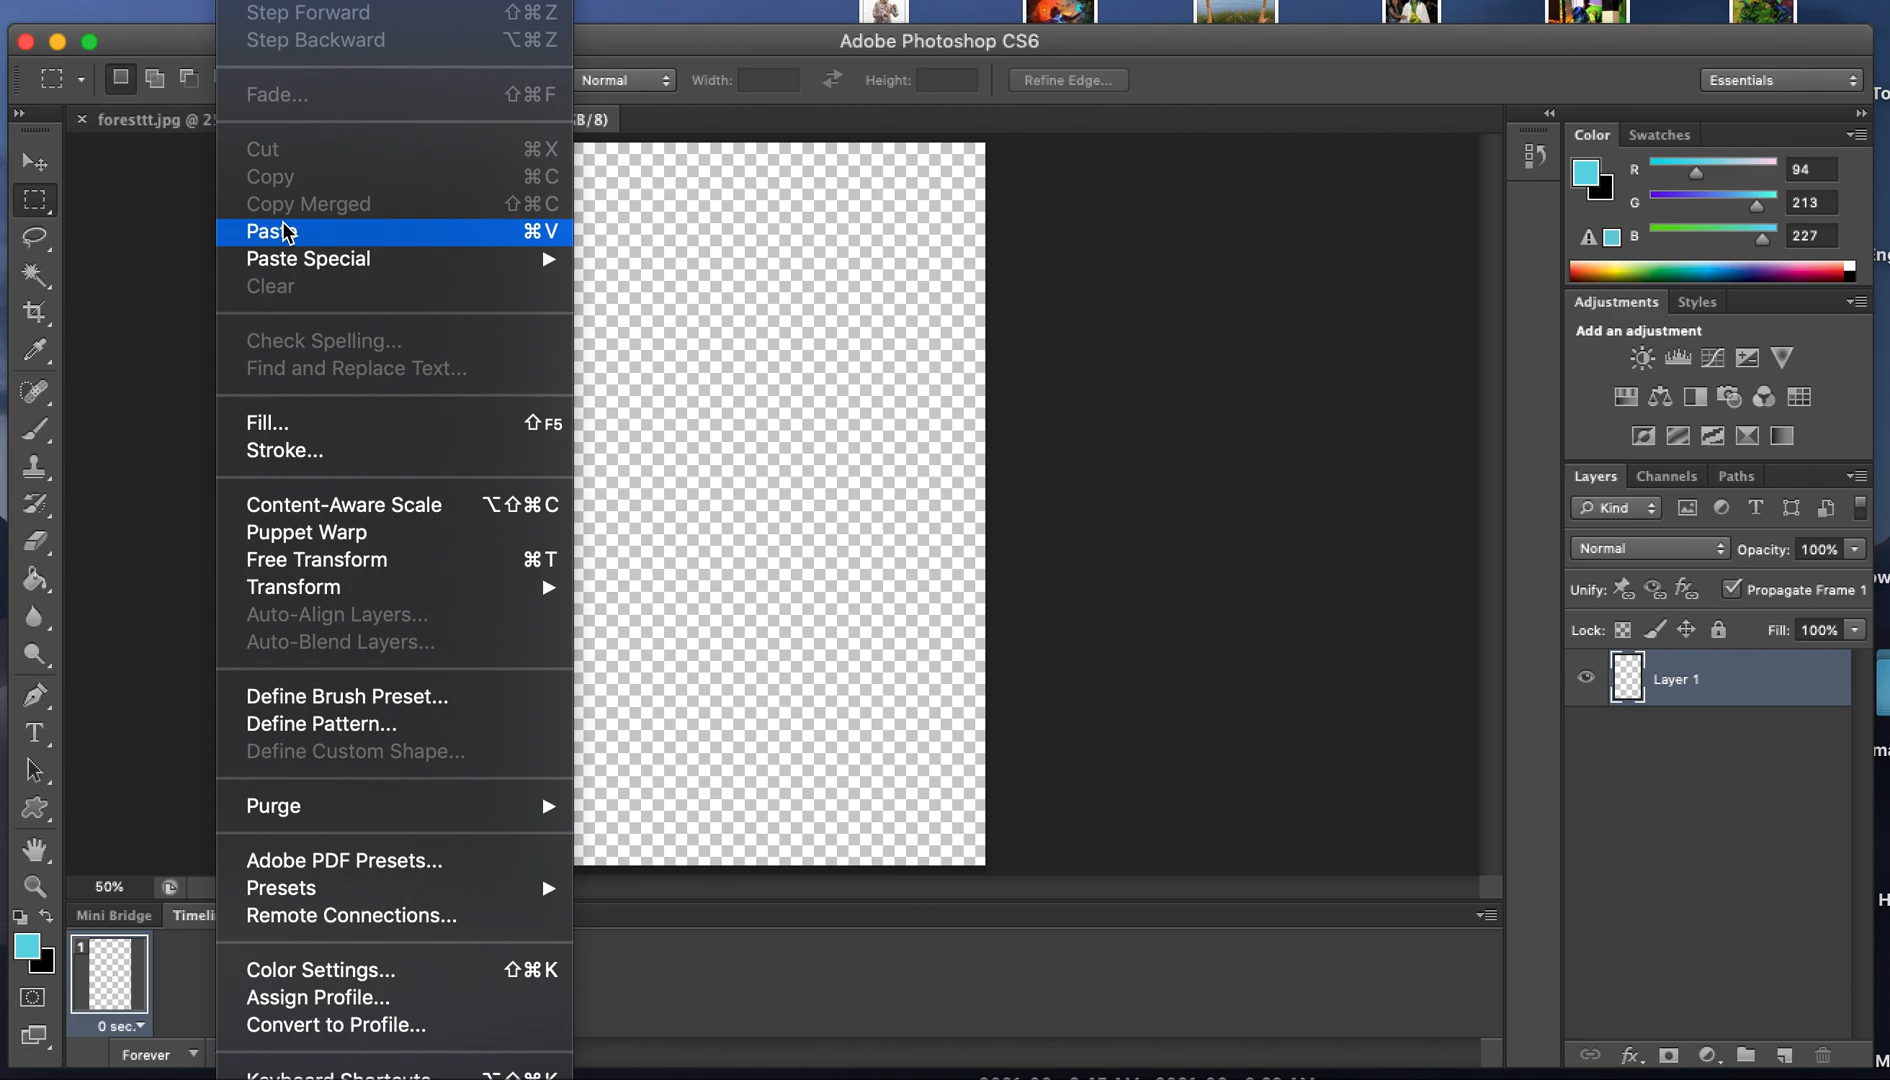 Step Forward ⇧⌘Z
Step Backward ⌥⌘Z
Adobe Photoshop CS6
Fade... ⇧⌘F
Normal Width: Height: Refine Edge... Essentials
foresttt.jpg @ 2
B/8)
Cut ⌘X
Copy ⌘C
Copy Merged ⇧⌘C
Paste ⌘V
Paste Special
Clear
Check Spelling...
Find and Replace Text...
Fill... ⇧F5
Stroke...
Content-Aware Scale ⌥⇧⌘C
Puppet Warp
Free Transform ⌘T
Transform
Auto-Align Layers...
Auto-Blend Layers...
Define Brush Preset...
Define Pattern...
Define Custom Shape...
Purge
Adobe PDF Presets...
Presets
Remote Connections...
Color Settings... ⇧⌘K
Assign Profile...
Convert to Profile...
Keyboard Shortcuts ⌥⇧⌘K
Color Swatches
R 94
G 213
B 227
Adjustments Styles
Add an adjustment
Layers Channels Paths
Kind
Normal Opacity: 100%
Unify: Propagate Frame 1
Lock: Fill: 100%
Layer 1
50%
Mini Bridge Timeli
1
0 sec.
Forever